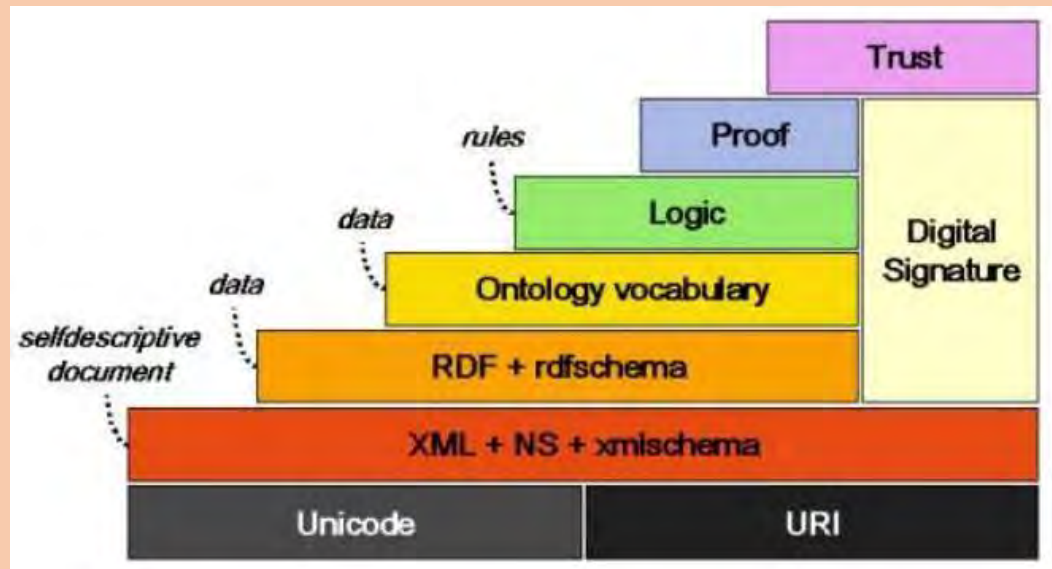 Trust
Proof
rules
Logic
data
Digital
Signature
Ontology vocabulary
data
RDF + rdfschema
selfdescriptive
document
XML + NS + xmlschema
Unicode
URI